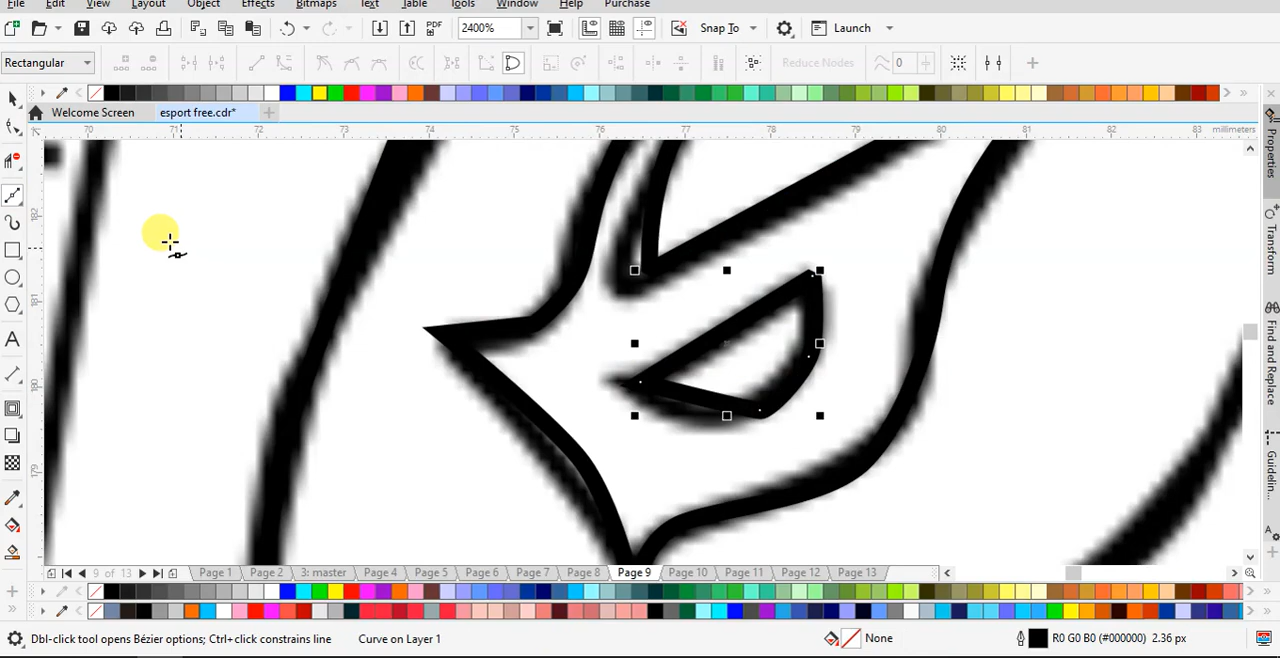 File Edit View Layout Object Effects Bitmaps Text Table Tools Window Help Purchase
PDF 2400% Snap To Launch
Rectangular 0 Reduce Nodes
Welcome Screen esport free.cdr*
70 71 72 73 74 75 76 77 78 79 80 81 82 83 millimeters
182
181
180
179
Properties
Transform
Find and Replace
Guidelin...
9 of 13 Page 1 Page 2 3: master Page 4 Page 5 Page 6 Page 7 Page 8 Page 9 Page 10 Page 11 Page 12 Page 13
Dbl-click tool opens Bézier options; Ctrl+click constrains line Curve on Layer 1 None R0 G0 B0 (#000000) 2.36 px